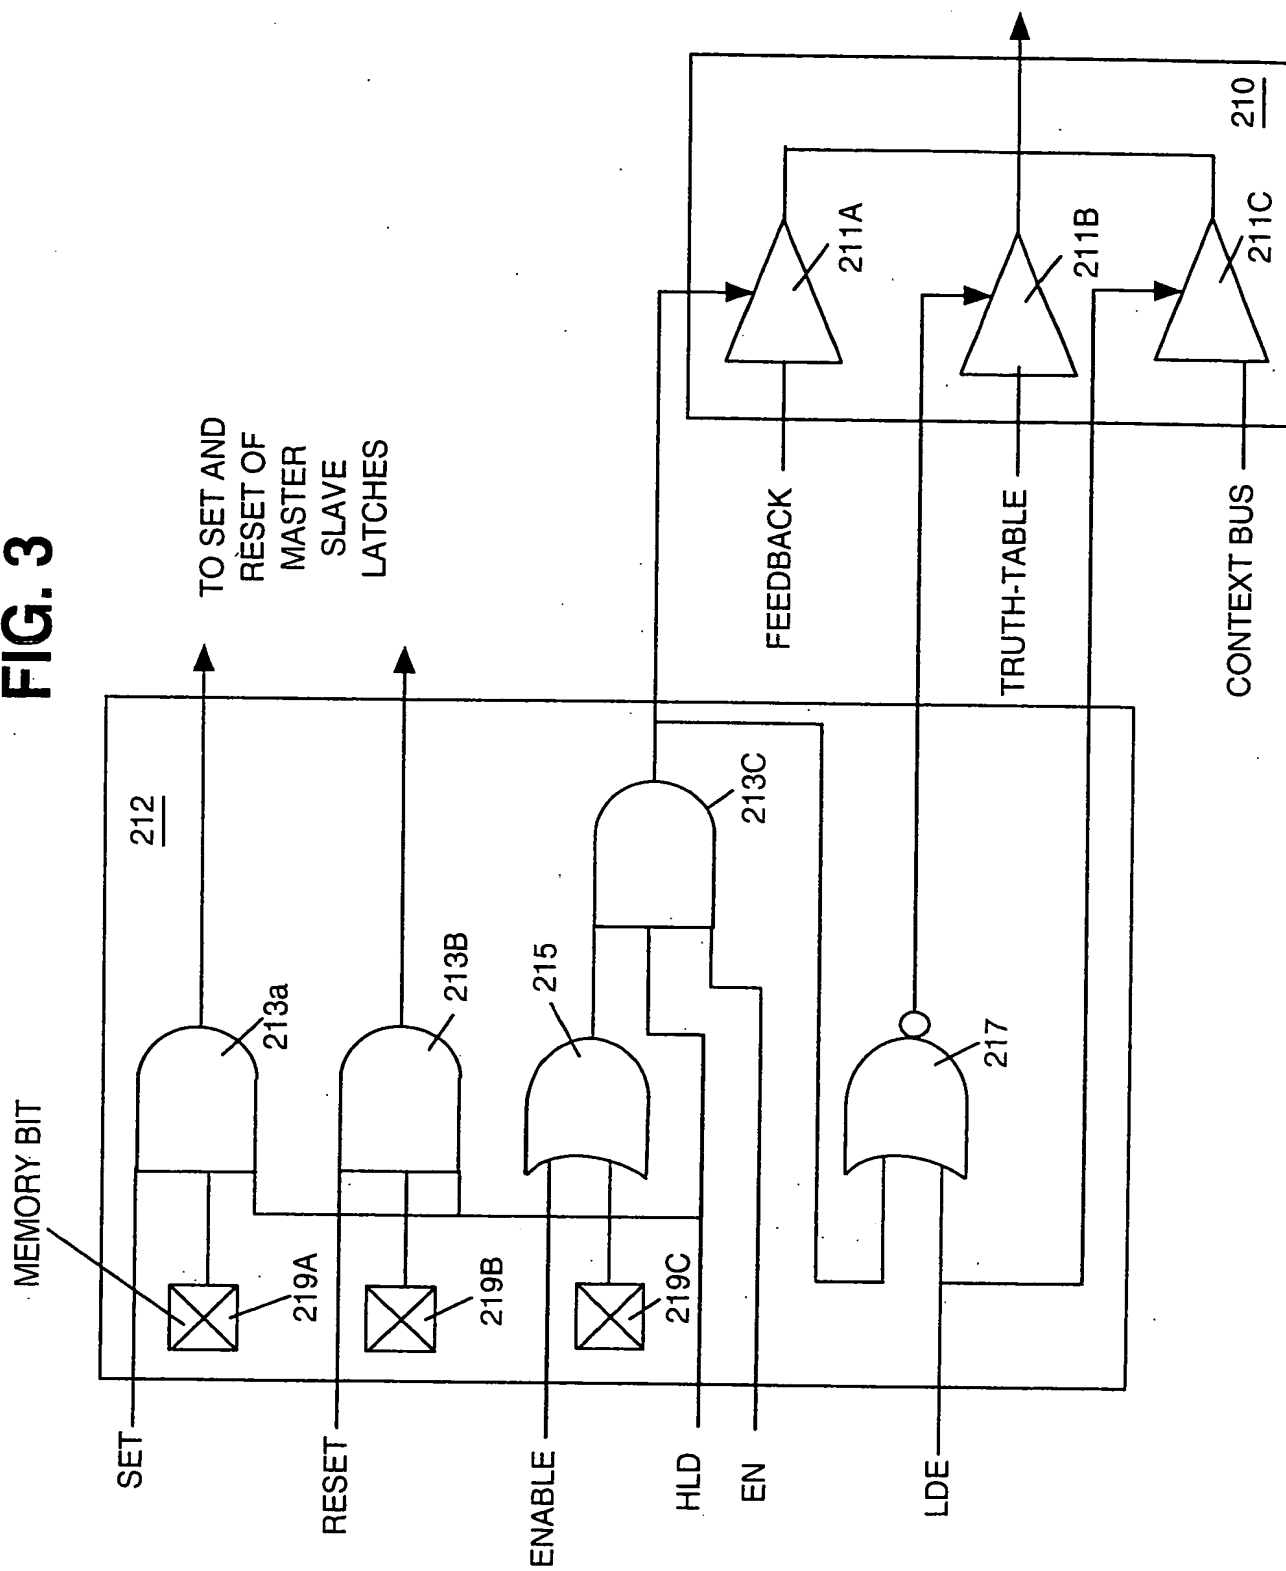 FIG. 3
MEMORY BIT
212
TO SET AND
RESET OF
MASTER
SLAVE
LATCHES
SET
219A
213a
RESET
219B
213B
ENABLE
219C
215
213C
HLD
EN
LDE
217
FEEDBACK
211A
TRUTH-TABLE
211B
CONTEXT BUS
211C
210